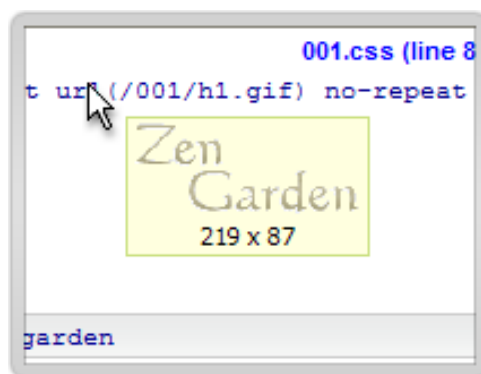 001.css (line 8
t url(/001/h1.gif) no-repeat
Zen
Garden
219 x 87
garden